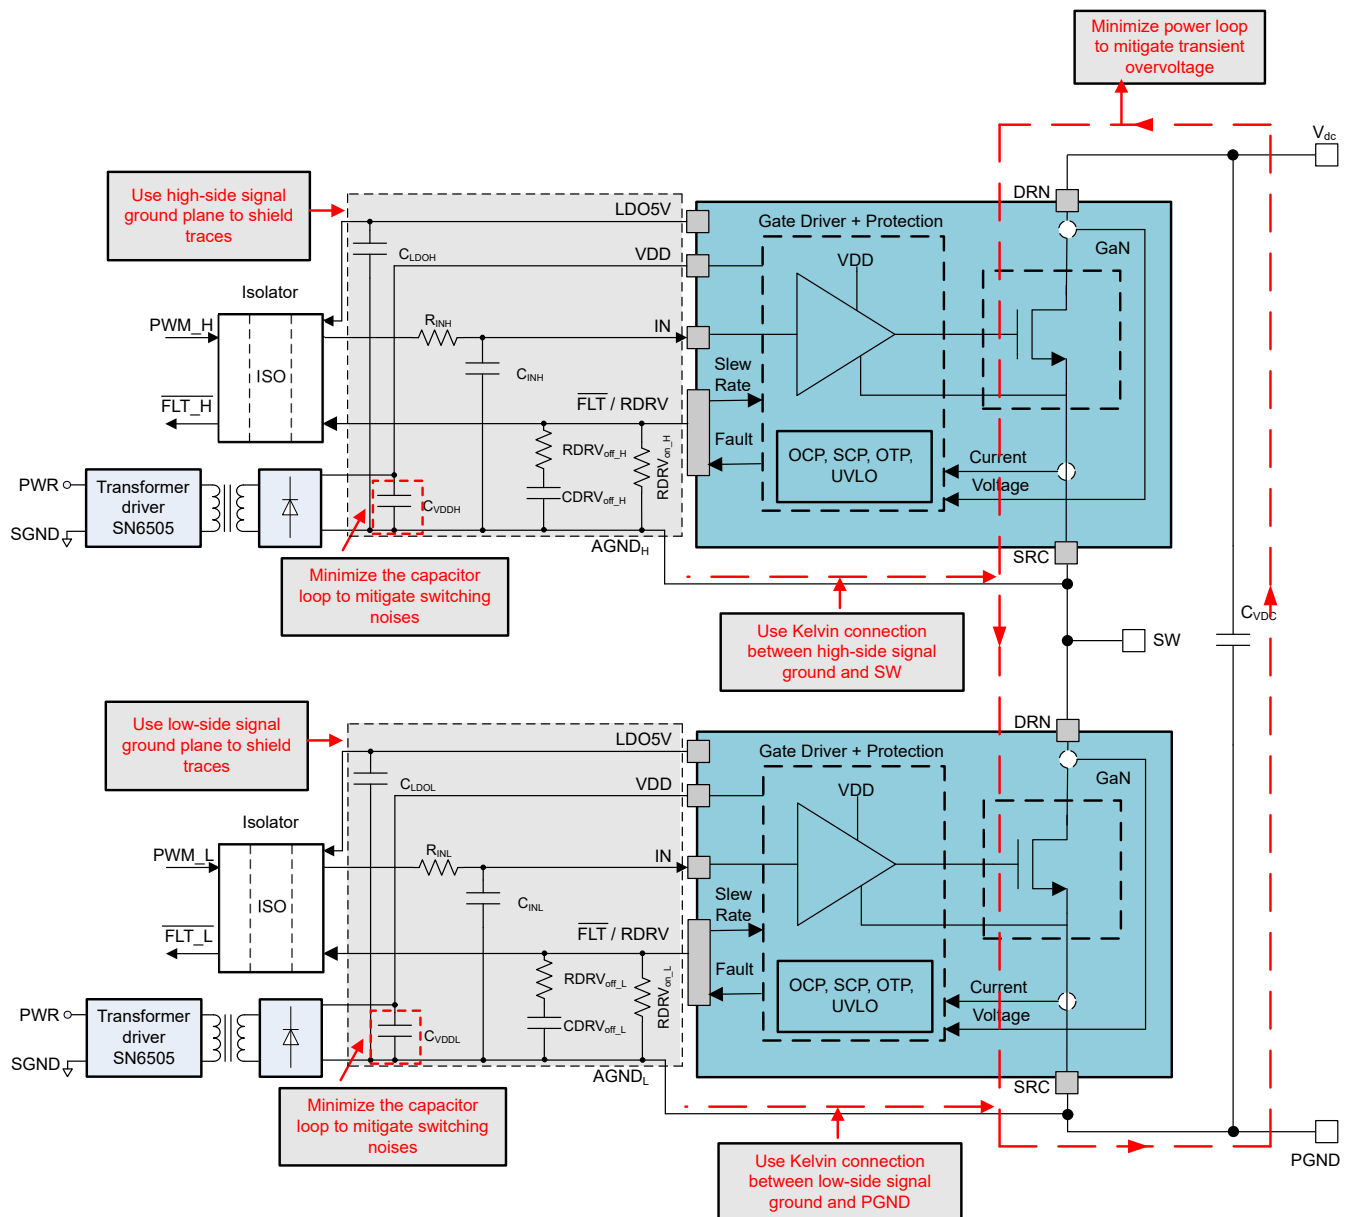 Minimize power loop
to mitigate transient
overvoltage
Vdc
Use high-side signal
ground plane to shield
traces
LDO5V
DRN
Gate Driver + Protection
GaN
CLDOH
VDD
VDD
Isolator
PWM_H
RINH
IN
ISO
CINH
Slew
Rate
FLT_H
FLT / RDRV
RDRVoff_H
RDRVon_H
Fault
OCP, SCP, OTP,
UVLO
Current
Voltage
PWR
Transformer
driver
SN6505
SGND
CVDDH
CDRVoff_H
AGNDH
SRC
Minimize the capacitor
loop to mitigate switching
noises
Use Kelvin connection
between high-side signal
ground and SW
SW
CVDC
Use low-side signal
ground plane to shield
traces
LDO5V
DRN
Gate Driver + Protection
GaN
CLDOL
VDD
VDD
Isolator
PWM_L
RINL
IN
ISO
CINL
Slew
Rate
FLT_L
FLT / RDRV
RDRVoff_L
RDRVon_L
Fault
OCP, SCP, OTP,
UVLO
Current
Voltage
PWR
Transformer
driver
SN6505
SGND
CVDDL
CDRVoff_L
AGNDL
SRC
Minimize the capacitor
loop to mitigate switching
noises
Use Kelvin connection
between low-side signal
ground and PGND
PGND